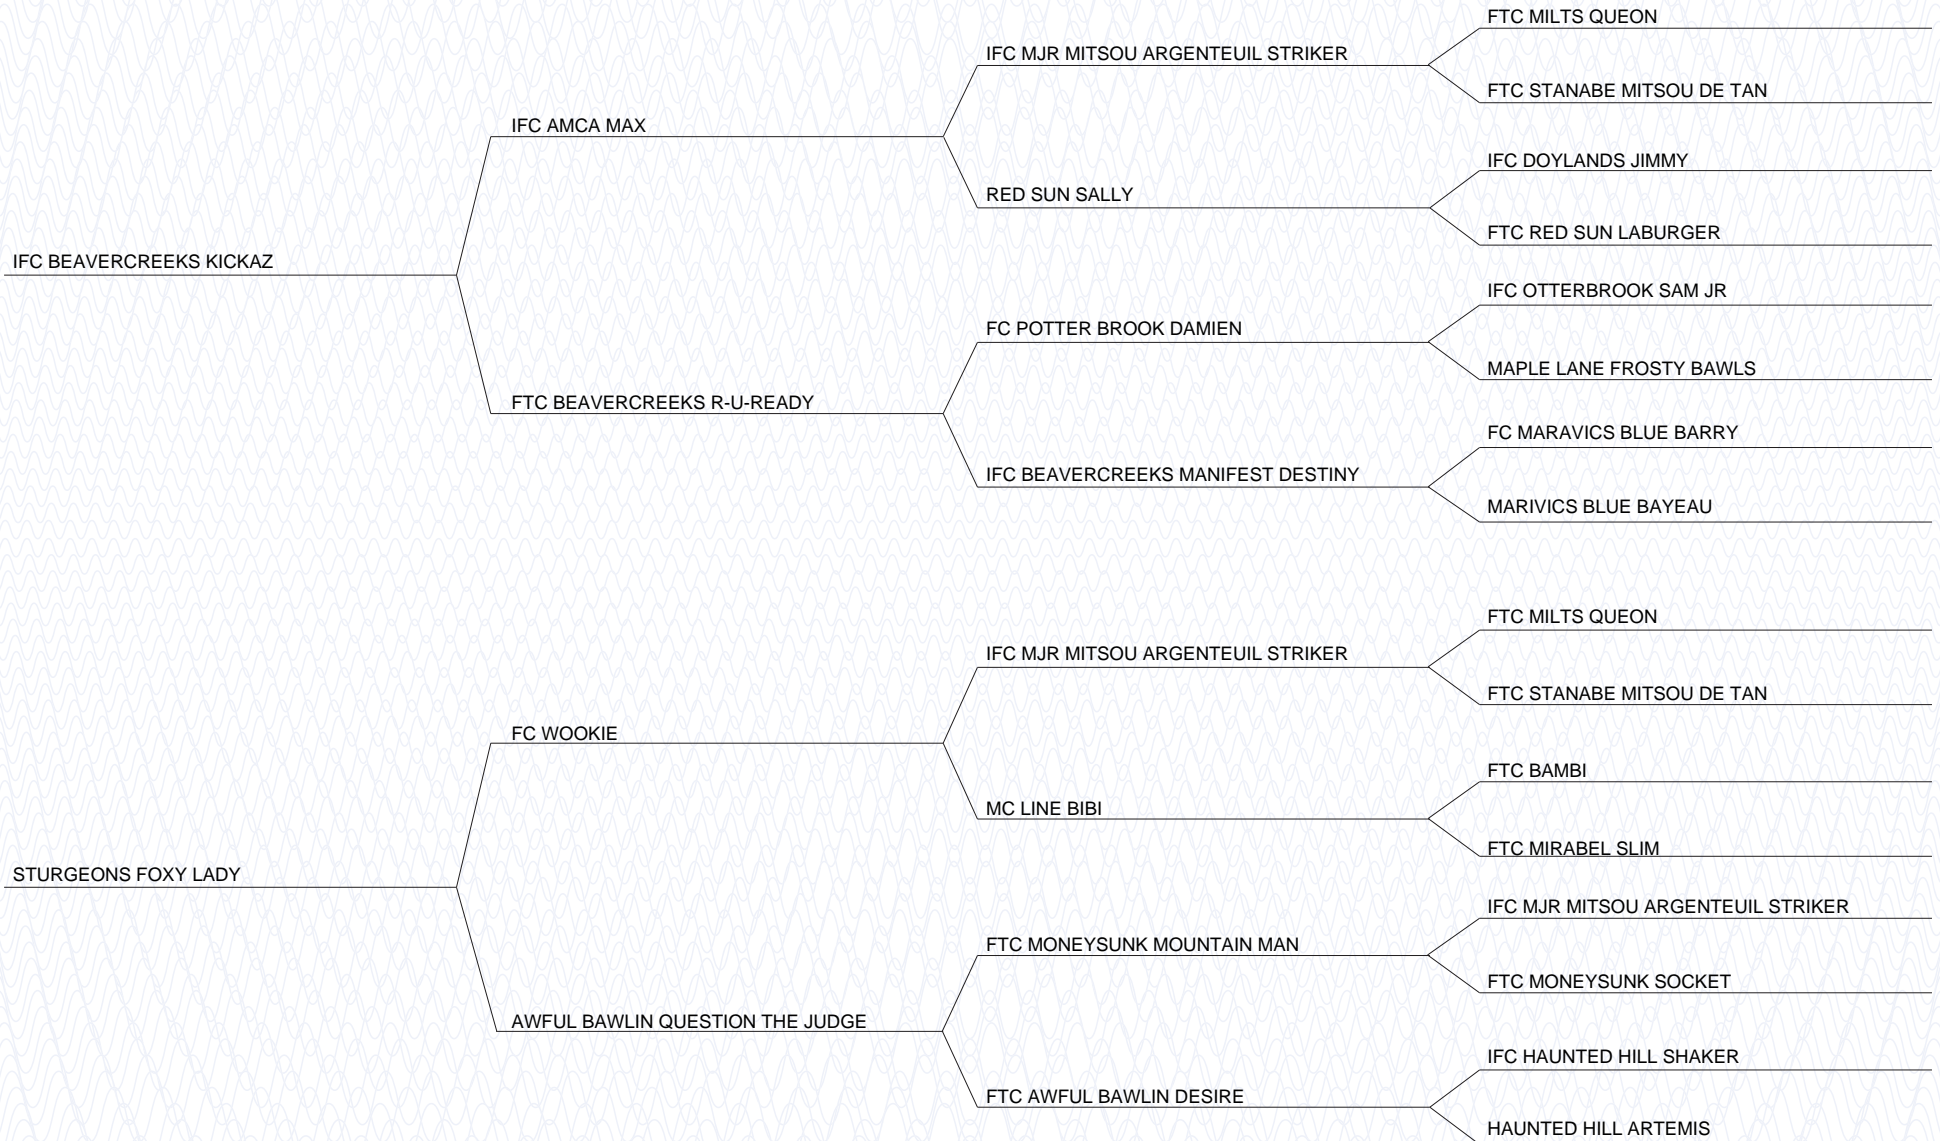 FTC MILTS QUEON
IFC MJR MITSOU ARGENTEUIL STRIKER
FTC STANABE MITSOU DE TAN
IFC AMCA MAX
IFC DOYLANDS JIMMY
RED SUN SALLY
FTC RED SUN LABURGER
IFC BEAVERCREEKS KICKAZ
IFC OTTERBROOK SAM JR
FC POTTER BROOK DAMIEN
MAPLE LANE FROSTY BAWLS
FTC BEAVERCREEKS R-U-READY
FC MARAVICS BLUE BARRY
IFC BEAVERCREEKS MANIFEST DESTINY
MARIVICS BLUE BAYEAU
FTC MILTS QUEON
IFC MJR MITSOU ARGENTEUIL STRIKER
FTC STANABE MITSOU DE TAN
FC WOOKIE
FTC BAMBI
MC LINE BIBI
FTC MIRABEL SLIM
STURGEONS FOXY LADY
IFC MJR MITSOU ARGENTEUIL STRIKER
FTC MONEYSUNK MOUNTAIN MAN
FTC MONEYSUNK SOCKET
AWFUL BAWLIN QUESTION THE JUDGE
IFC HAUNTED HILL SHAKER
FTC AWFUL BAWLIN DESIRE
HAUNTED HILL ARTEMIS